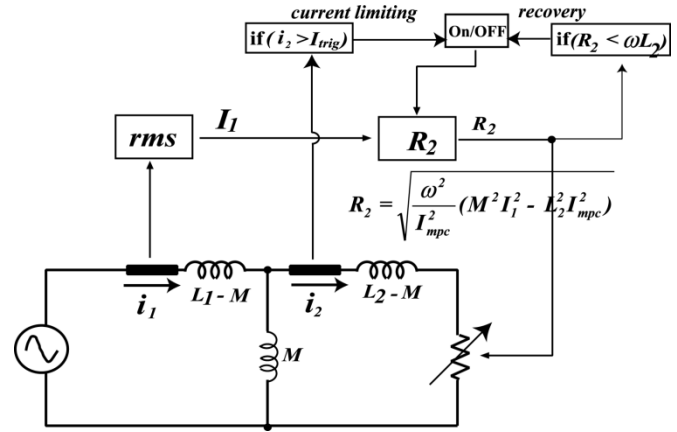 current limiting
recovery
if( i₂ >I_trig)
On/OFF
if(R₂ < ωL₂)
rms
I₁
R₂
R₂
R₂ = √(ω²/I²_mpc (M²I₁² - L₂²I²_mpc))
i₁
L₁ - M
i₂
L₂ - M
M